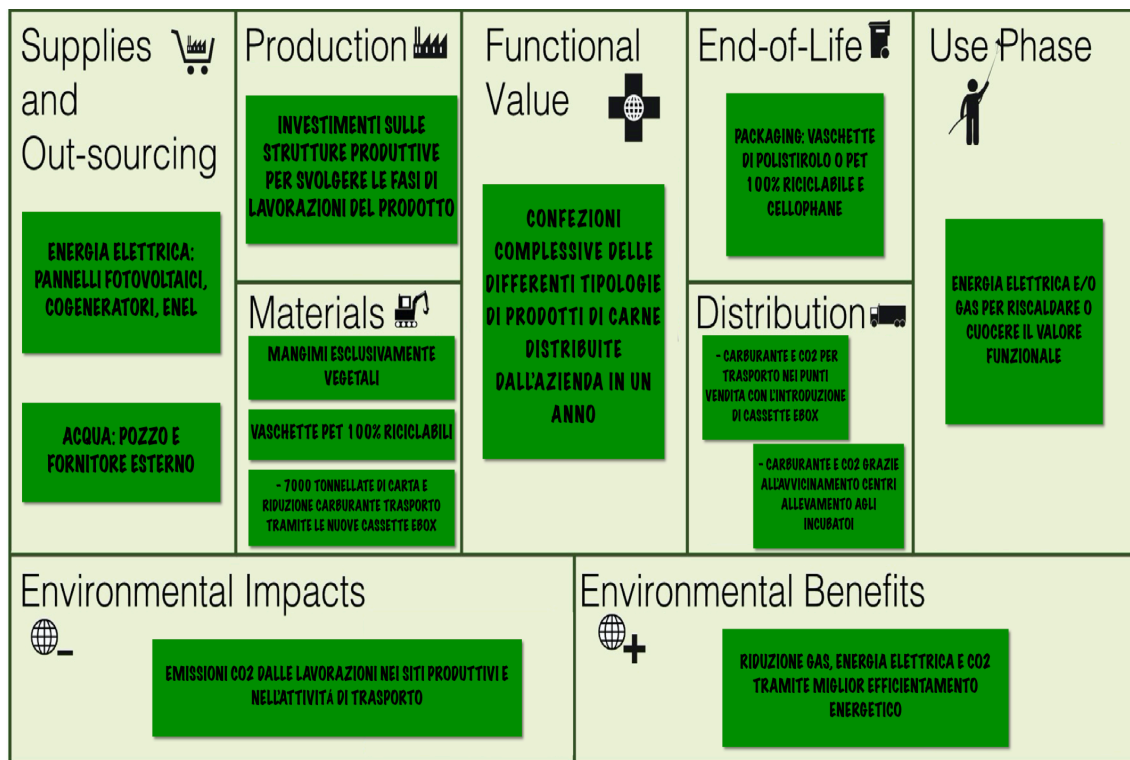 Supplies
and
Out-sourcing
ENERGIA ELETTRICA:
PANNELLI FOTOVOLTAICI,
COGENERATORI, ENEL
ACQUA: POZZO E
FORNITORE ESTERNO
Production
INVESTIMENTI SULLE
STRUTTURE PRODUTTIVE
PER SVOLGERE LE FASI DI
LAVORAZIONI DEL PRODOTTO
Materials
MANGIMI ESCLUSIVAMENTE
VEGETALI
VASCHETTE PET 100% RICICLABILI
- 7000 TONNELLATE DI CARTA E
RIDUZIONE CARBURANTE TRASPORTO
TRAMITE LE NUOVE CASSETTE EBOX
Functional
Value
CONFEZIONI
COMPLESSIVE DELLE
DIFFERENTI TIPOLOGIE
DI PRODOTTI DI CARNE
DISTRIBUITE
DALL'AZIENDA IN UN
ANNO
End-of-Life
PACKAGING: VASCHETTE
DI POLISTIROLO O PET
100% RICICLABILE E
CELLOPHANE
Distribution
- CARBURANTE E CO2 PER
TRASPORTO NEI PUNTI
VENDITA CON L'INTRODUZIONE
DI CASSETTE EBOX
- CARBURANTE E CO2 GRAZIE
ALL'AVVICINAMENTO CENTRI
ALLEVAMENTO AGLI
INCUBATOI
Use Phase
ENERGIA ELETTRICA E/O
GAS PER RISCALDARE O
CUOCERE IL VALORE
FUNZIONALE
Environmental Impacts
EMISSIONI CO2 DALLE LAVORAZIONI NEI SITI PRODUTTIVI E
NELL'ATTIVITÁ DI TRASPORTO
Environmental Benefits
RIDUZIONE GAS, ENERGIA ELETTRICA E CO2
TRAMITE MIGLIOR EFFICIENTAMENTO
ENERGETICO